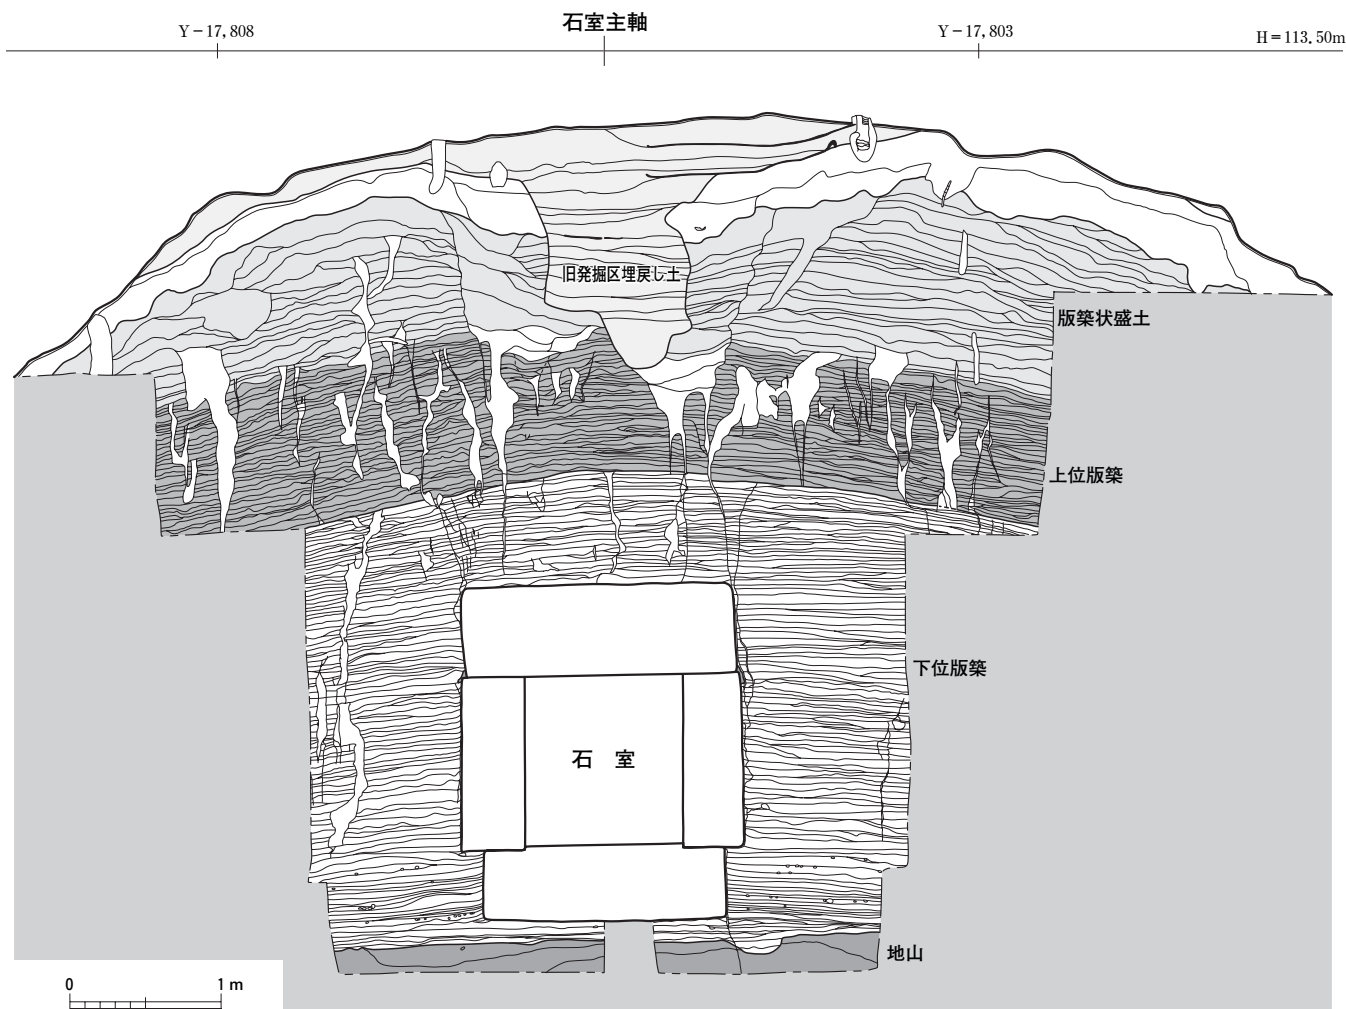 石室主軸
Y－17,808
Y－17,803
H＝113.50m
旧発掘区埋戻し土
版築状盛土
上位版築
下位版築
石 室
地山
0 1 m